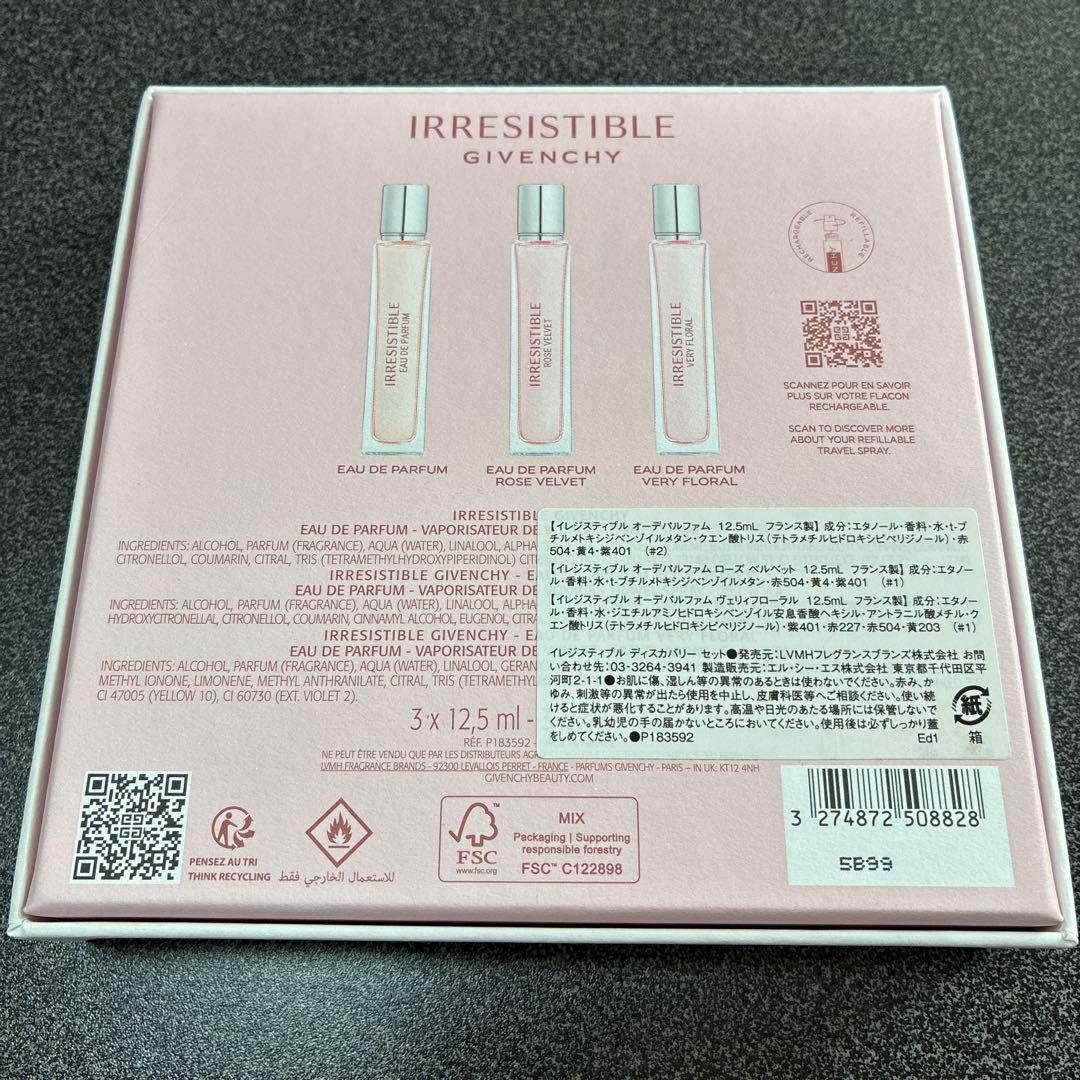 IRRESISTIBLE
GIVENCHY
RECHARGEABLE REFILLABLE
IRRESISTIBLE
EAU DE PARFUM
IRRESISTIBLE
ROSE VELVET
IRRESISTIBLE
VERY FLORAL
SCANNEZ POUR EN SAVOIR
PLUS SUR VOTRE FLACON
RECHARGEABLE.
SCAN TO DISCOVER MORE
ABOUT YOUR REFILLABLE
TRAVEL SPRAY.
EAU DE PARFUM
EAU DE PARFUM
ROSE VELVET
EAU DE PARFUM
VERY FLORAL
IRRESISTIBLE GIVENCHY
EAU DE PARFUM - VAPORISATEUR DE
INGREDIENTS: ALCOHOL, PARFUM (FRAGRANCE), AQUA (WATER), LINALOOL, ALPHA
CITRONELLOL, COUMARIN, CITRAL, TRIS (TETRAMETHYLHYDROXYPIPERIDINOL) CIT
IRRESISTIBLE GIVENCHY - EA
EAU DE PARFUM - VAPORISATEUR DE
INGREDIENTS: ALCOHOL, PARFUM (FRAGRANCE), AQUA (WATER), LINALOOL, ALPHA
HYDROXYCITRONELLAL, CITRONELLOL, COUMARIN, CINNAMYL ALCOHOL, EUGENOL, CITRA
IRRESISTIBLE GIVENCHY - EAU DE PARFUM VERY FLORAL
EAU DE PARFUM - VAPORISATEUR DE
INGREDIENTS: ALCOHOL, PARFUM (FRAGRANCE), AQUA (WATER), LINALOOL, GERAN
METHYL IONONE, LIMONENE, METHYL ANTHRANILATE, CITRAL, TRIS (TETRAMETHYL
CI 47005 (YELLOW 10), CI 60730 (EXT. VIOLET 2).
3 x 12,5 ml -
RÉF. P183592 -
NE PEUT ÊTRE VENDU QUE PAR LES DISTRIBUTEURS AGR
LVMH FRAGRANCE BRANDS - 92300 LEVALLOIS PERRET - FRANCE - PARFUMS GIVENCHY - PARIS – IN UK: KT12 4NH
GIVENCHYBEAUTY.COM
【イレジスティブル オーデパルファム 12.5mL フランス製】成分:エタノール・香料・水・t-ブ
チルメトキシジベンゾイルメタン・クエン酸トリス(テトラメチルヒドロキシピペリジノール)・赤
504・黄4・紫401 (#2)
【イレジスティブル オーデパルファム ローズ ベルベット 12.5mL フランス製】成分:エタノー
ル・香料・水・t-ブチルメトキシジベンゾイルメタン・赤504・黄4・紫401 (#1)
【イレジスティブル オーデパルファム ヴェリィフローラル 12.5mL フランス製】成分:エタノー
ル・香料・水・ジエチルアミノヒドロキシベンゾイル安息香酸ヘキシル・アントラニル酸メチル・ク
エン酸トリス(テトラメチルヒドロキシピペリジノール)・紫401・赤227・赤504・黄203 (#1)
イレジスティブル ディスカバリー セット●発売元:LVMHフレグランスブランズ株式会社 お問
い合わせ先:03-3264-3941 製造販売元:エル・シー・エス株式会社 東京都千代田区平
河町2-1-1●お肌に傷、湿しん等の異常のあるときは使わないでください。赤み、か
ゆみ、刺激等の異常が出たら使用を中止し、皮膚科医等へご相談ください。使い続
けると症状が悪化することがあります。高温や日光のあたる場所には保管しないで
ください。乳幼児の手の届かないところにおいてください。使用後は必ずしっかり蓋
をしめてください。●P183592
Ed1
紙
箱
PENSEZ AU TRI
THINK RECYCLING
للاستعمال الخارجي فقط
FSC™
www.fsc.org
MIX
Packaging | Supporting
responsible forestry
FSC™ C122898
3 274872 508828
5B99